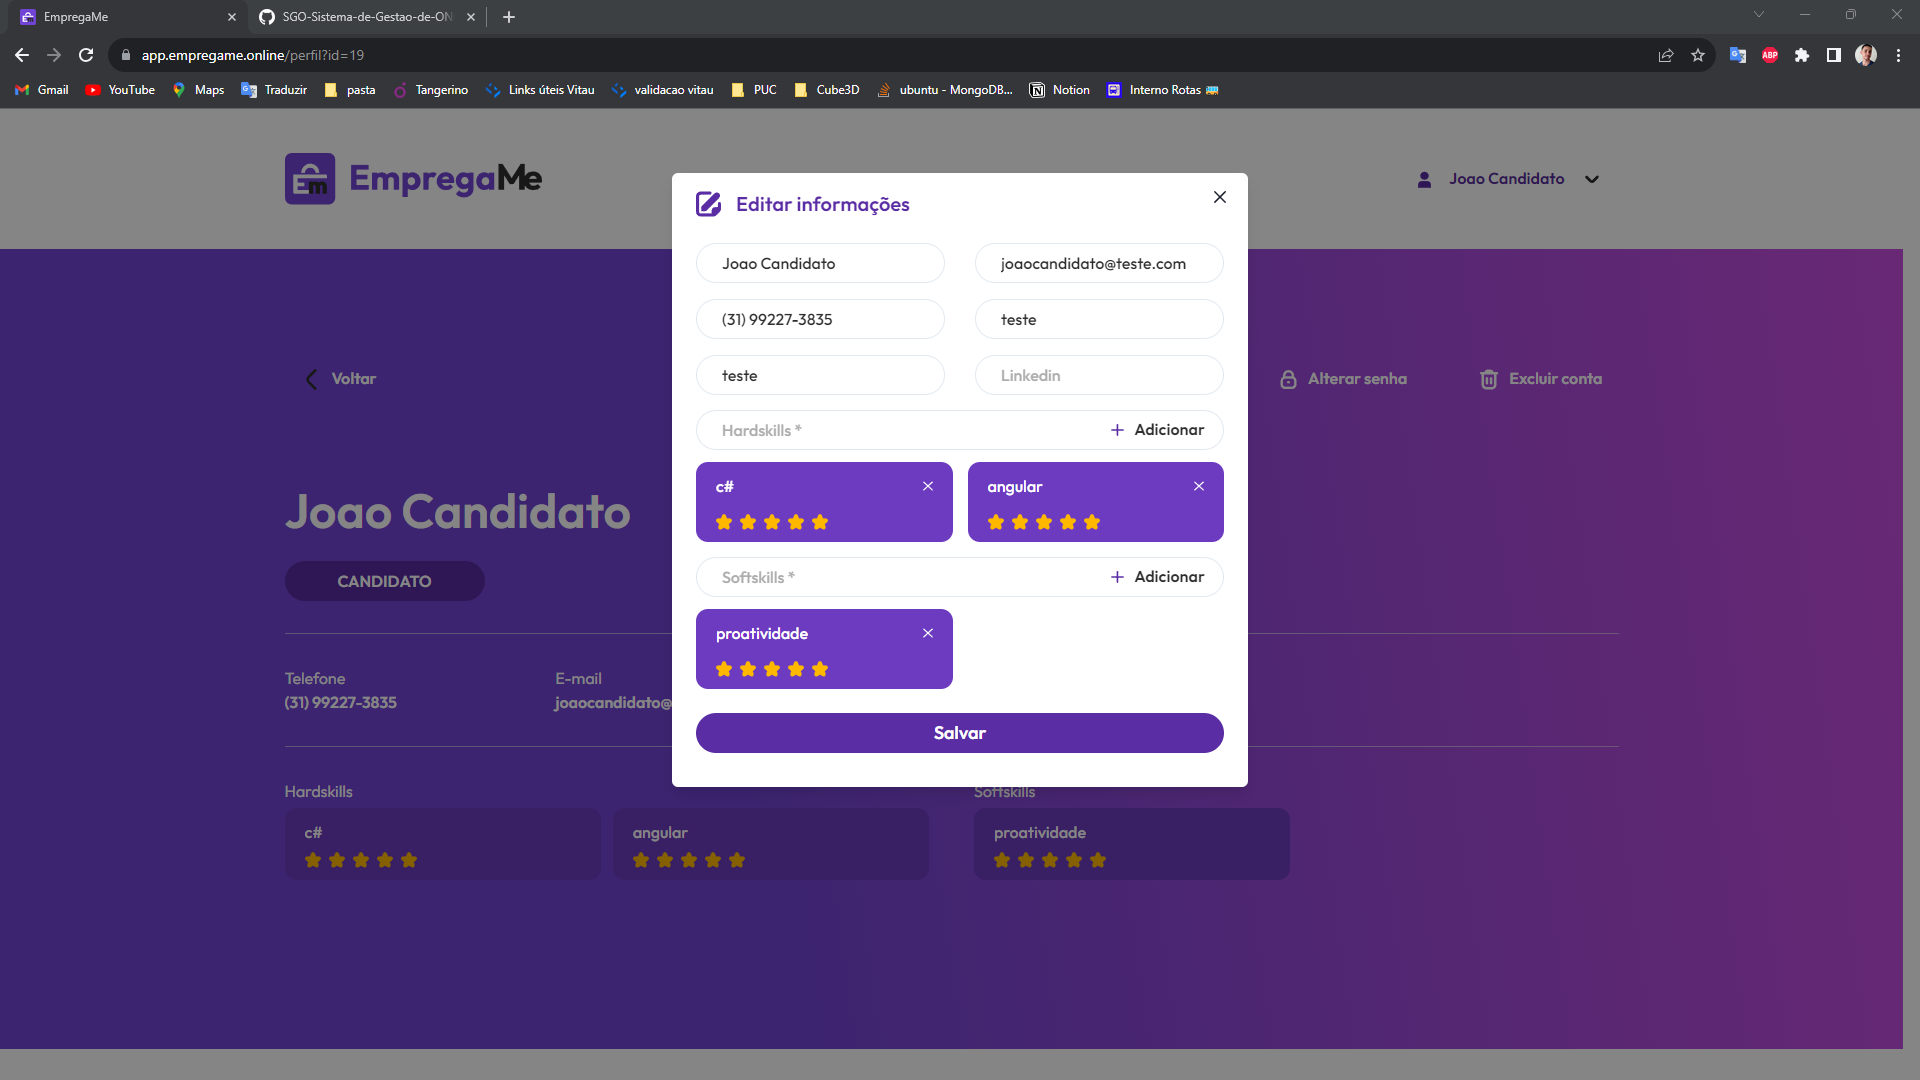 EmpregaMe
SGO-Sistema-de-Gestao-de-ON
app.empregame.online/perfil?id=19
ABP
Gmail YouTube Maps Traduzir pasta Tangerino Links úteis Vitau validacao vitau PUC Cube3D ubuntu - MongoDB... Notion Interno Rotas
EmpregaMe
Joao Candidato
Editar informações
Joao Candidato
joaocandidato@teste.com
(31) 99227-3835
teste
teste
Linkedin
Hardskills *
Adicionar
c#
angular
Softskills *
Adicionar
proatividade
Salvar
Voltar
Alterar senha
Excluir conta
Joao Candidato
CANDIDATO
Telefone
(31) 99227-3835
E-mail
joaocandidato@
Hardskills
c#
angular
Softskills
proatividade